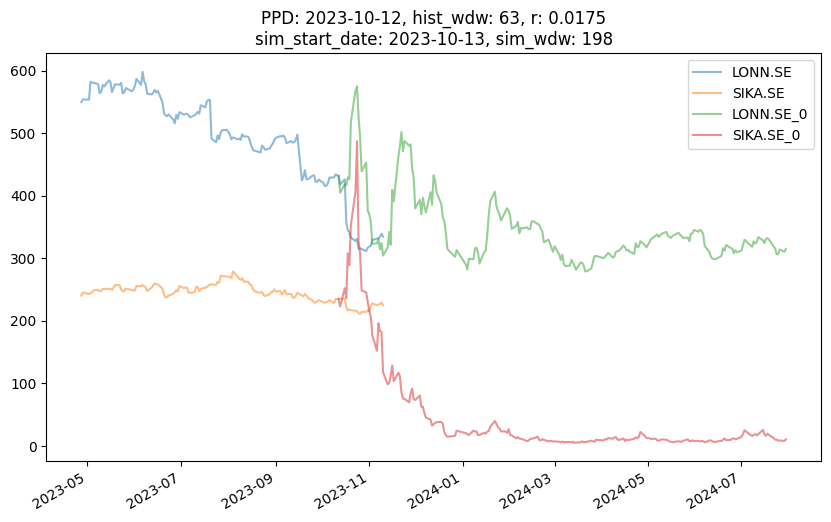 PPD: 2023-10-12, hist_wdw: 63, r: 0.0175
sim_start_date: 2023-10-13, sim_wdw: 198
LONN.SE
SIKA.SE
LONN.SE_0
SIKA.SE_0
600
500
400
300
200
100
0
2023-05
2023-07
2023-09
2023-11
2024-01
2024-03
2024-05
2024-07